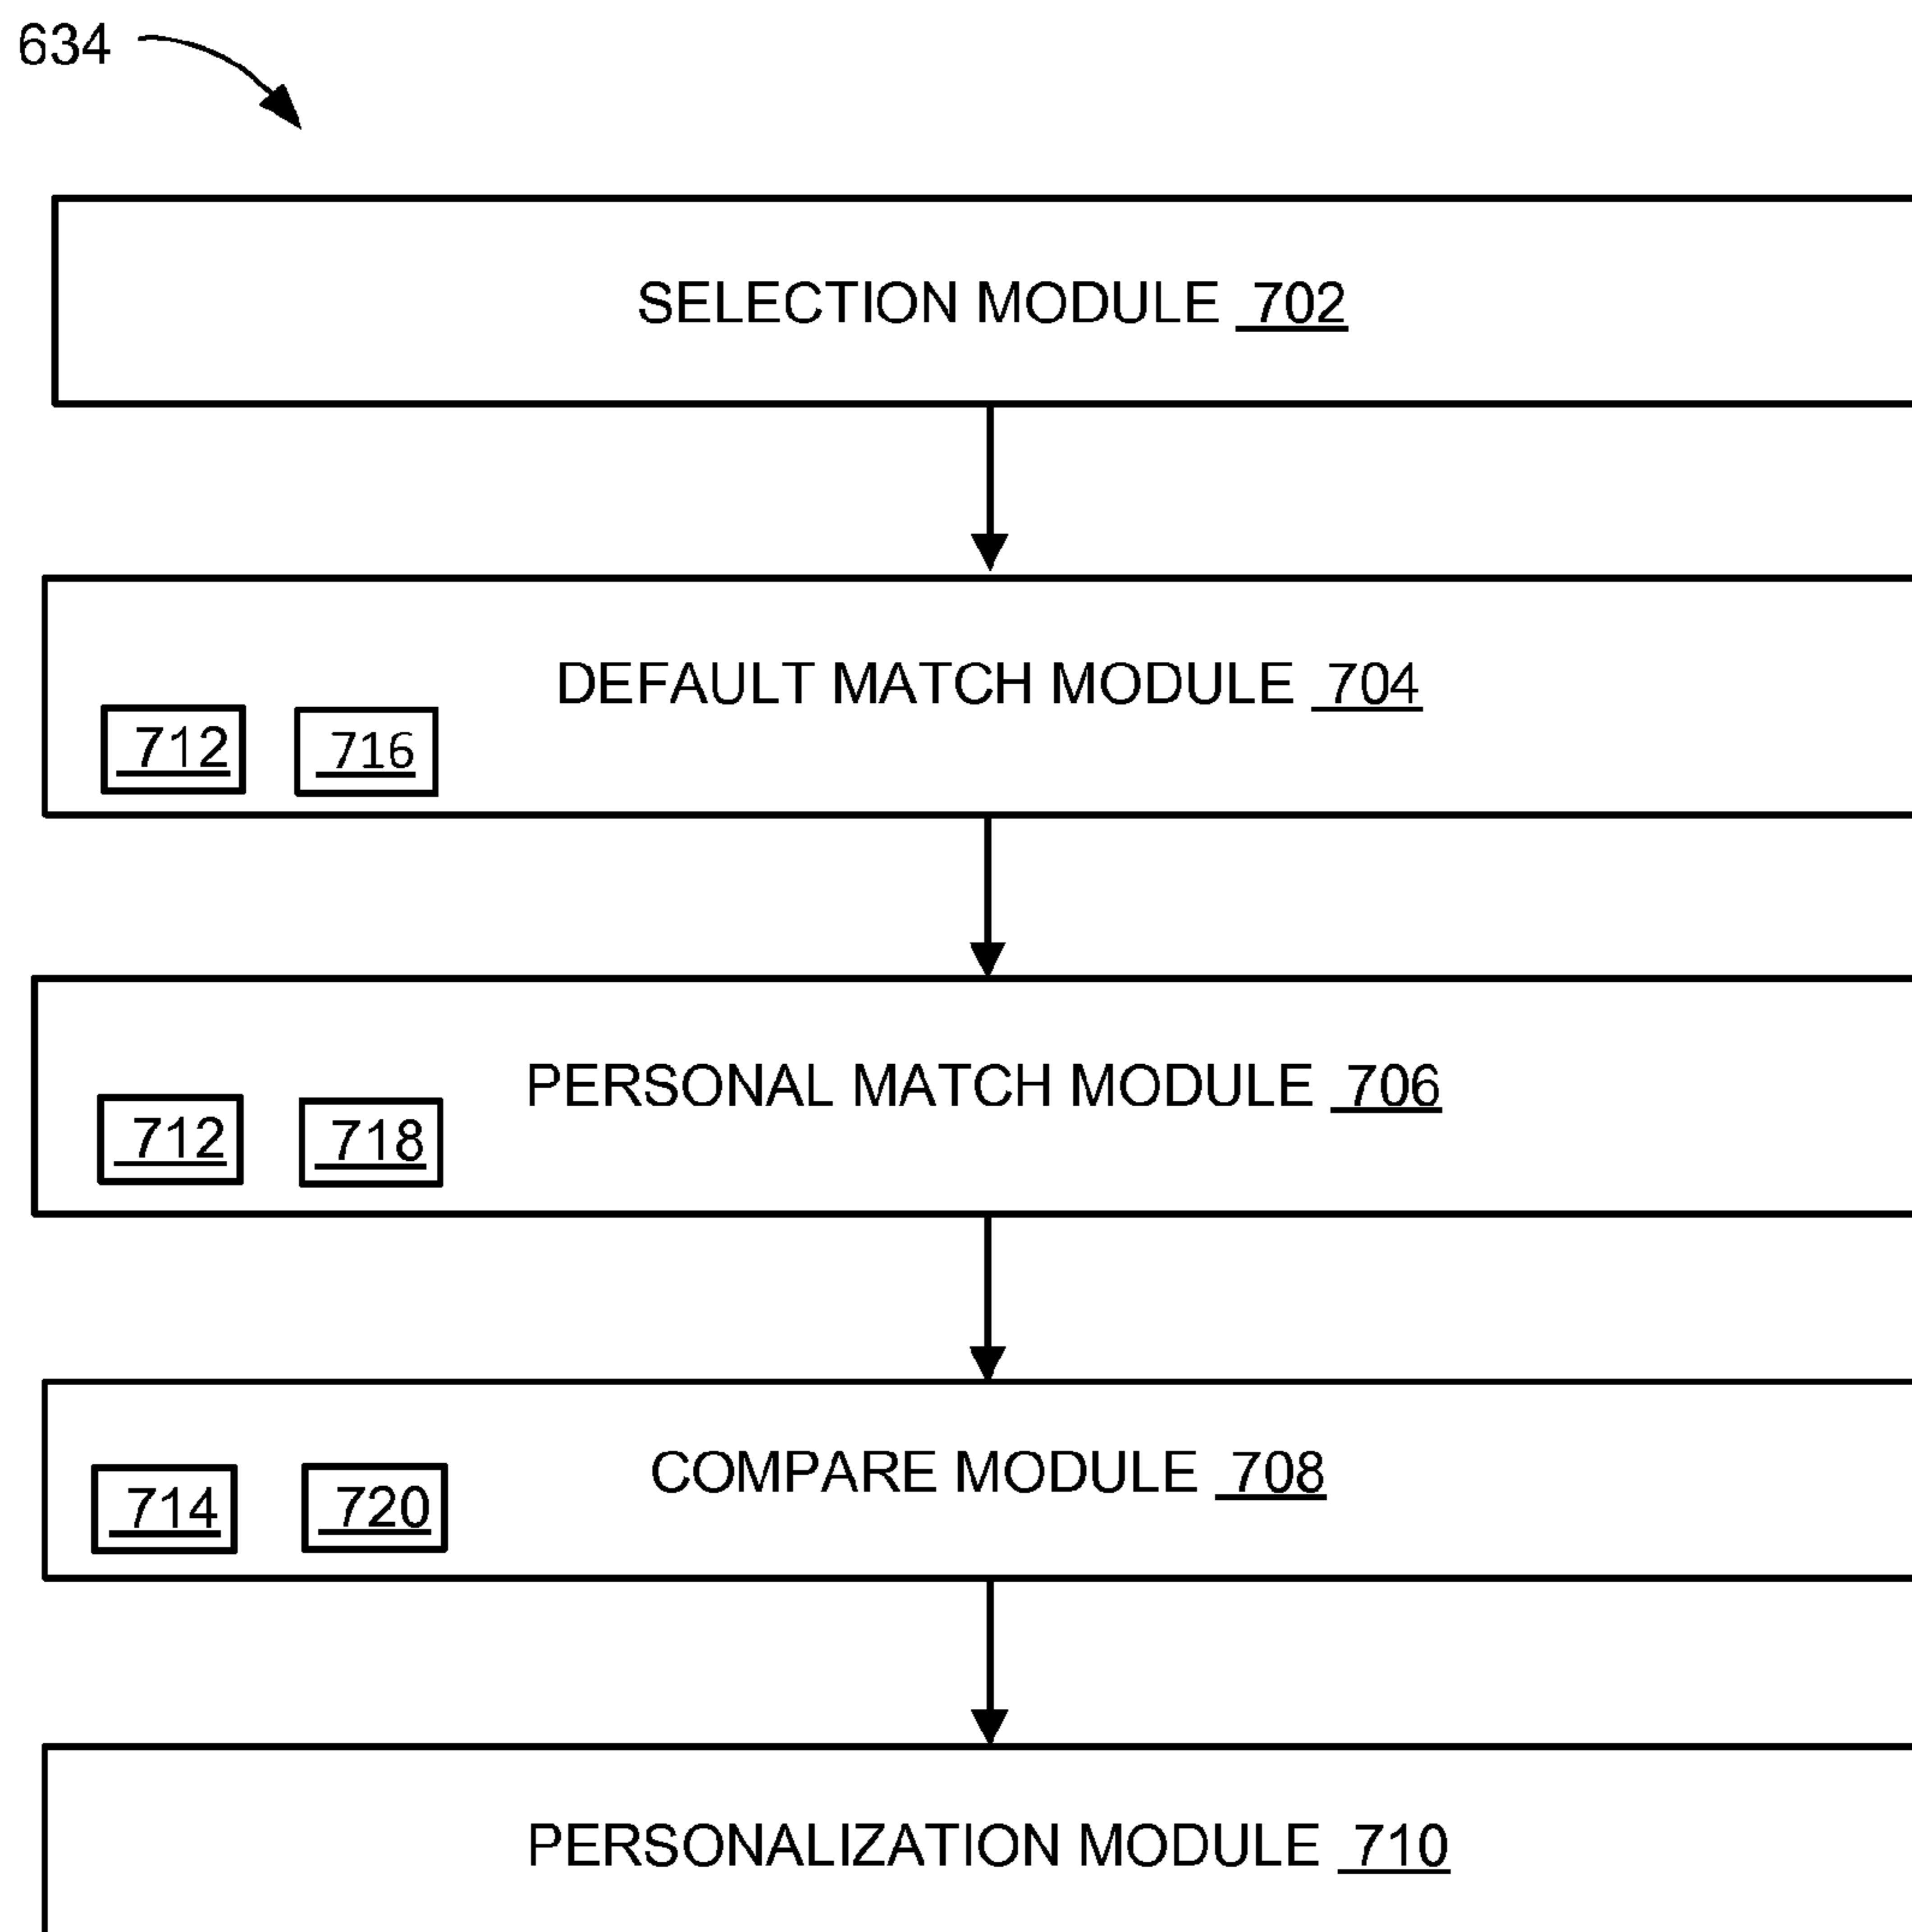 634
SELECTION MODULE 702
DEFAULT MATCH MODULE 704
712 716
PERSONAL MATCH MODULE 706
712 718
COMPARE MODULE 708
714 720
PERSONALIZATION MODULE 710